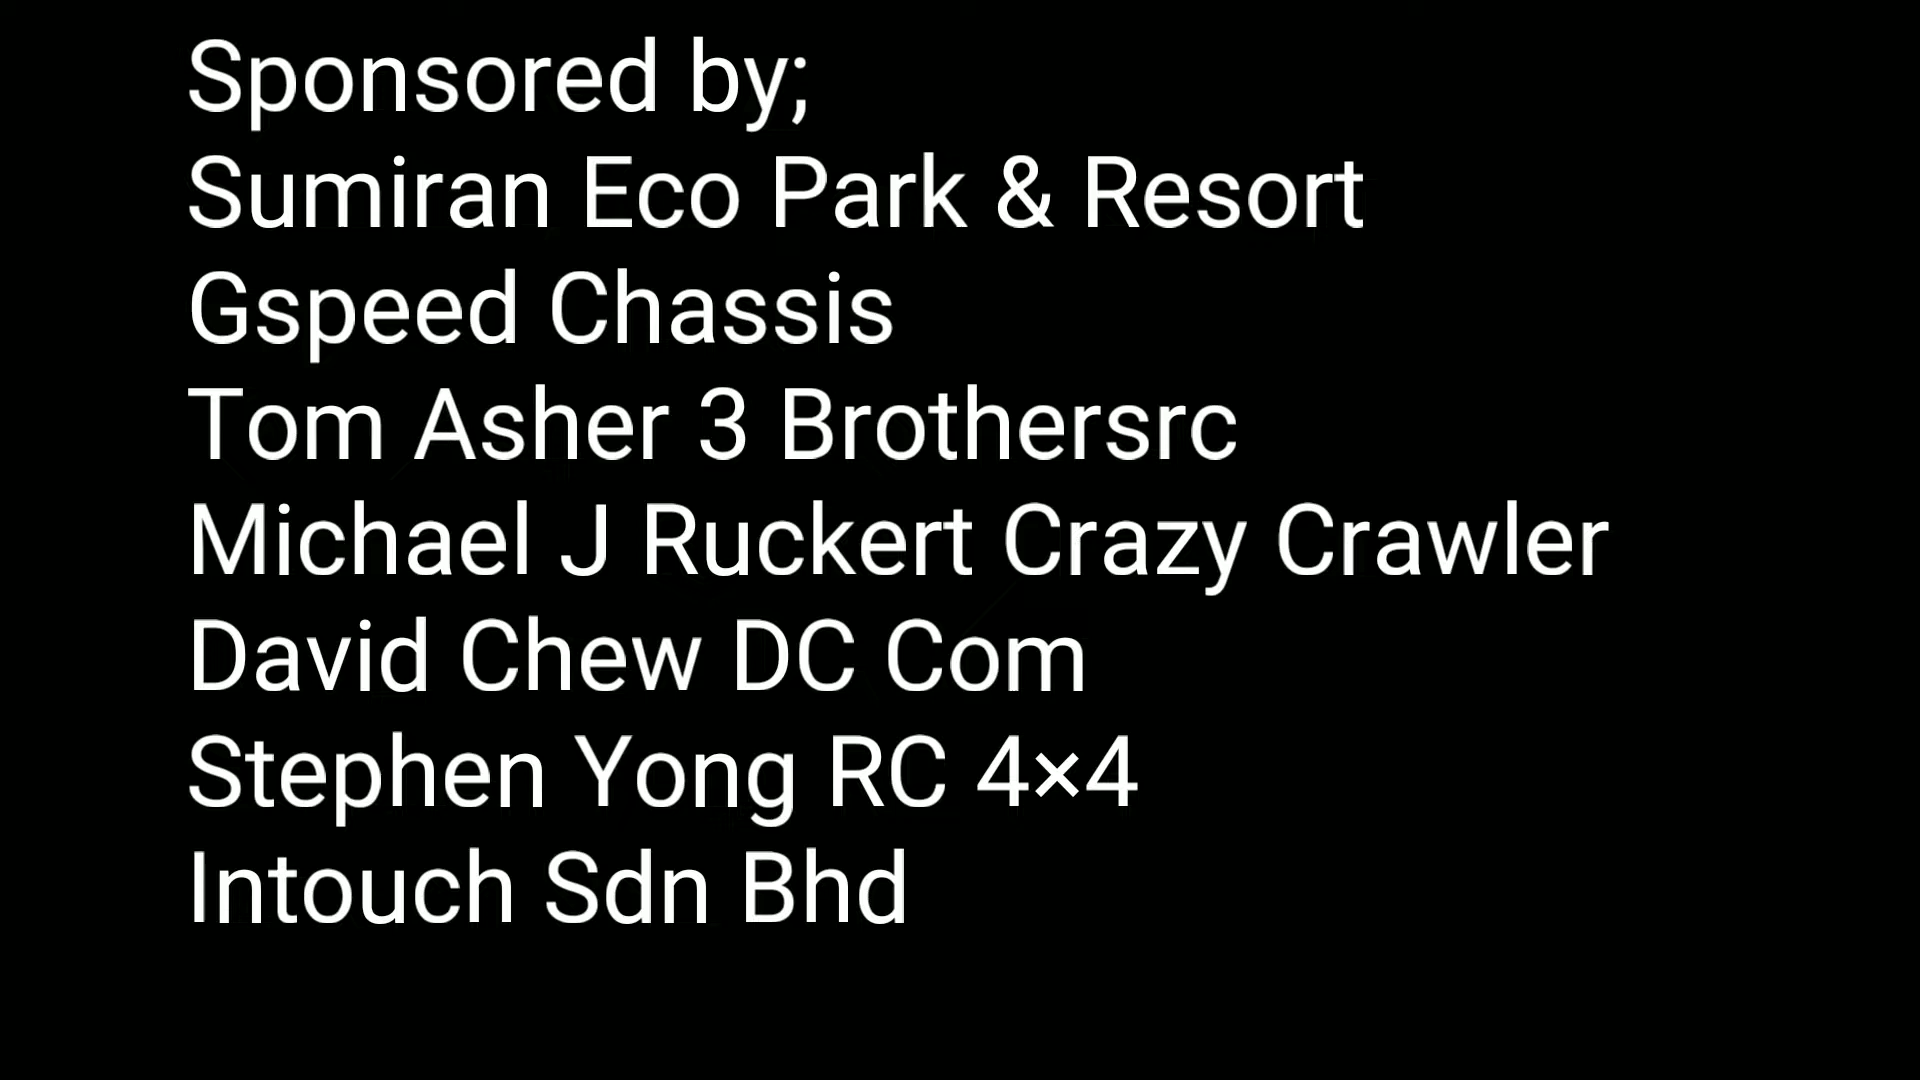 Sponsored by;
Sumiran Eco Park & Resort
Gspeed Chassis
Tom Asher 3 Brothersrc
Michael J Ruckert Crazy Crawler
David Chew DC Com
Stephen Yong RC 4×4
Intouch Sdn Bhd